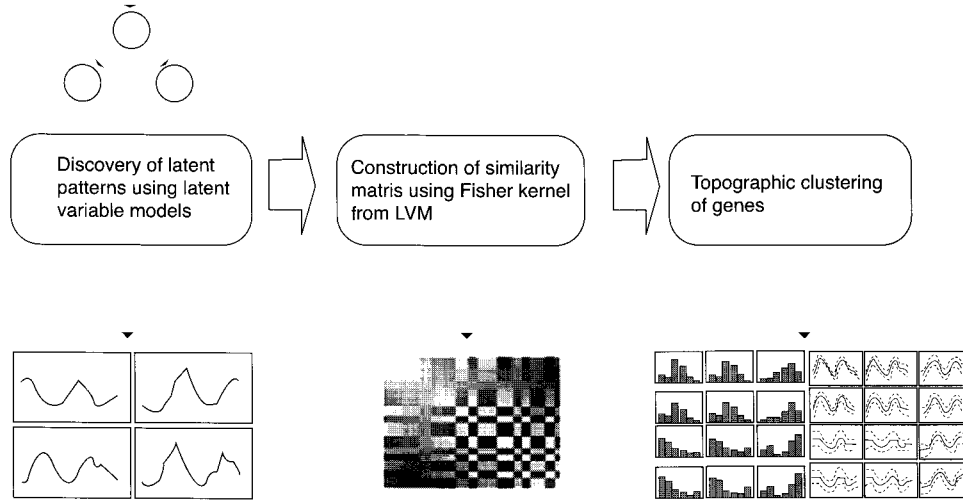 Discovery of latent
patterns using latent
variable models
Construction of similarity
matris using Fisher kernel
from LVM
Topographic clustering
of genes